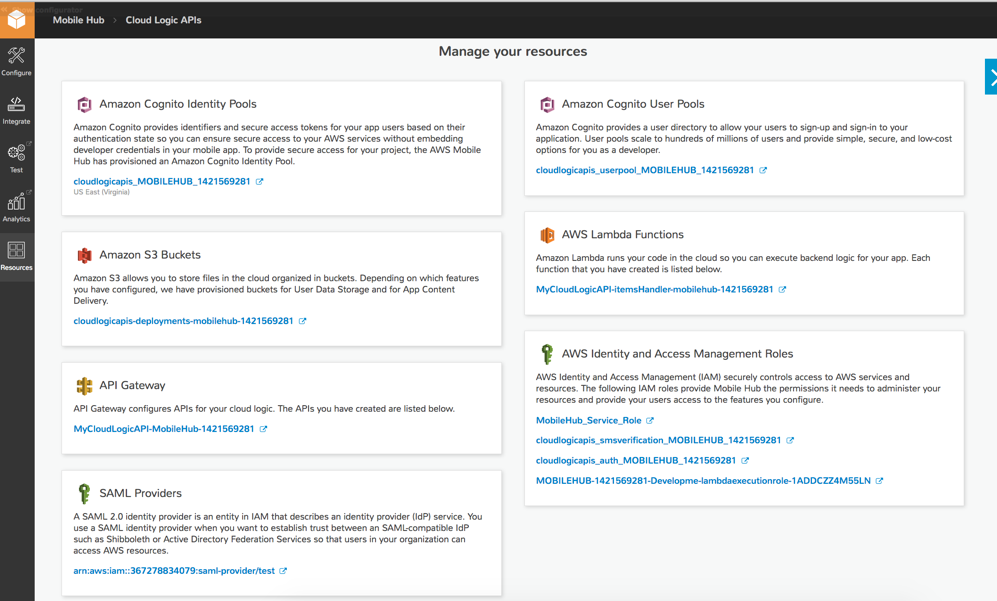 Mobile Hub > Cloud Logic APIs
Configure
Integrate
Test
Analytics
Resources
Manage your resources
Amazon Cognito Identity Pools
Amazon Cognito provides identifiers and secure access tokens for your app users based on their
authentication state so you can ensure secure access to your AWS services without embedding
developer credentials in your mobile app. To provide secure access for your project, the AWS Mobile
Hub has provisioned an Amazon Cognito Identity Pool.
cloudlogicapis_MOBILEHUB_1421569281
US East (Virginia)
Amazon S3 Buckets
Amazon S3 allows you to store files in the cloud organized in buckets. Depending on which features
you have configured, we have provisioned buckets for User Data Storage and for App Content
Delivery.
cloudlogicapis-deployments-mobilehub-1421569281
API Gateway
API Gateway configures APIs for your cloud logic. The APIs you have created are listed below.
MyCloudLogicAPI-MobileHub-1421569281
SAML Providers
A SAML 2.0 identity provider is an entity in IAM that describes an identity provider (IdP) service. You
use a SAML identity provider when you want to establish trust between an SAML-compatible IdP
such as Shibboleth or Active Directory Federation Services so that users in your organization can
access AWS resources.
arn:aws:iam::367278834079:saml-provider/test
Amazon Cognito User Pools
Amazon Cognito provides a user directory to allow your users to sign-up and sign-in to your
application. User pools scale to hundreds of millions of users and provide simple, secure, and low-cost
options for you as a developer.
cloudlogicapis_userpool_MOBILEHUB_1421569281
AWS Lambda Functions
Amazon Lambda runs your code in the cloud so you can execute backend logic for your app. Each
function that you have created is listed below.
MyCloudLogicAPI-itemsHandler-mobilehub-1421569281
AWS Identity and Access Management Roles
AWS Identity and Access Management (IAM) securely controls access to AWS services and
resources. The following IAM roles provide Mobile Hub the permissions it needs to administer your
resources and provide your users access to the features you configure.
MobileHub_Service_Role
cloudlogicapis_smsverification_MOBILEHUB_1421569281
cloudlogicapis_auth_MOBILEHUB_1421569281
MOBILEHUB-1421569281-Developme-lambdaexecutionrole-1ADDCZZ4M55LN